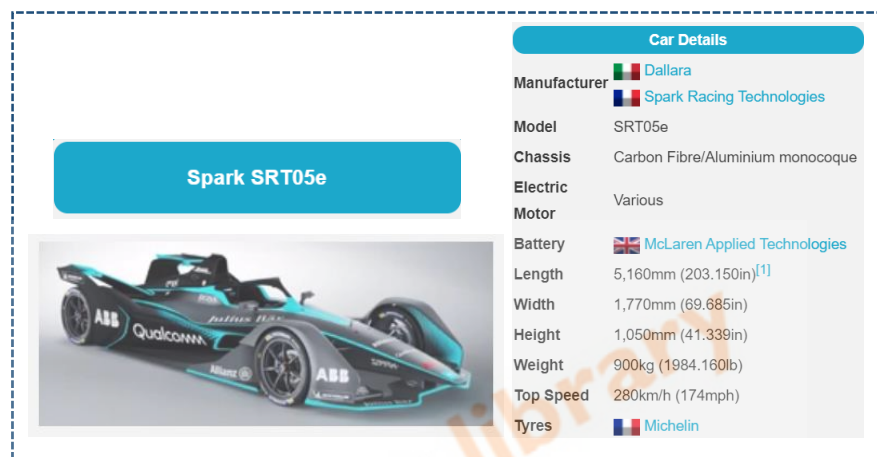 Car Details
Manufacturer
Dallara
Spark Racing Technologies
Model SRT05e
Chassis Carbon Fibre/Aluminium monocoque
Electric Motor Various
Battery McLaren Applied Technologies
Length 5,160mm (203.150in)[1]
Width 1,770mm (69.685in)
Height 1,050mm (41.339in)
Weight 900kg (1984.160lb)
Top Speed 280km/h (174mph)
Tyres Michelin
Spark SRT05e
ABB
Qualcomm
Julius Bär
Allianz
ABB
library